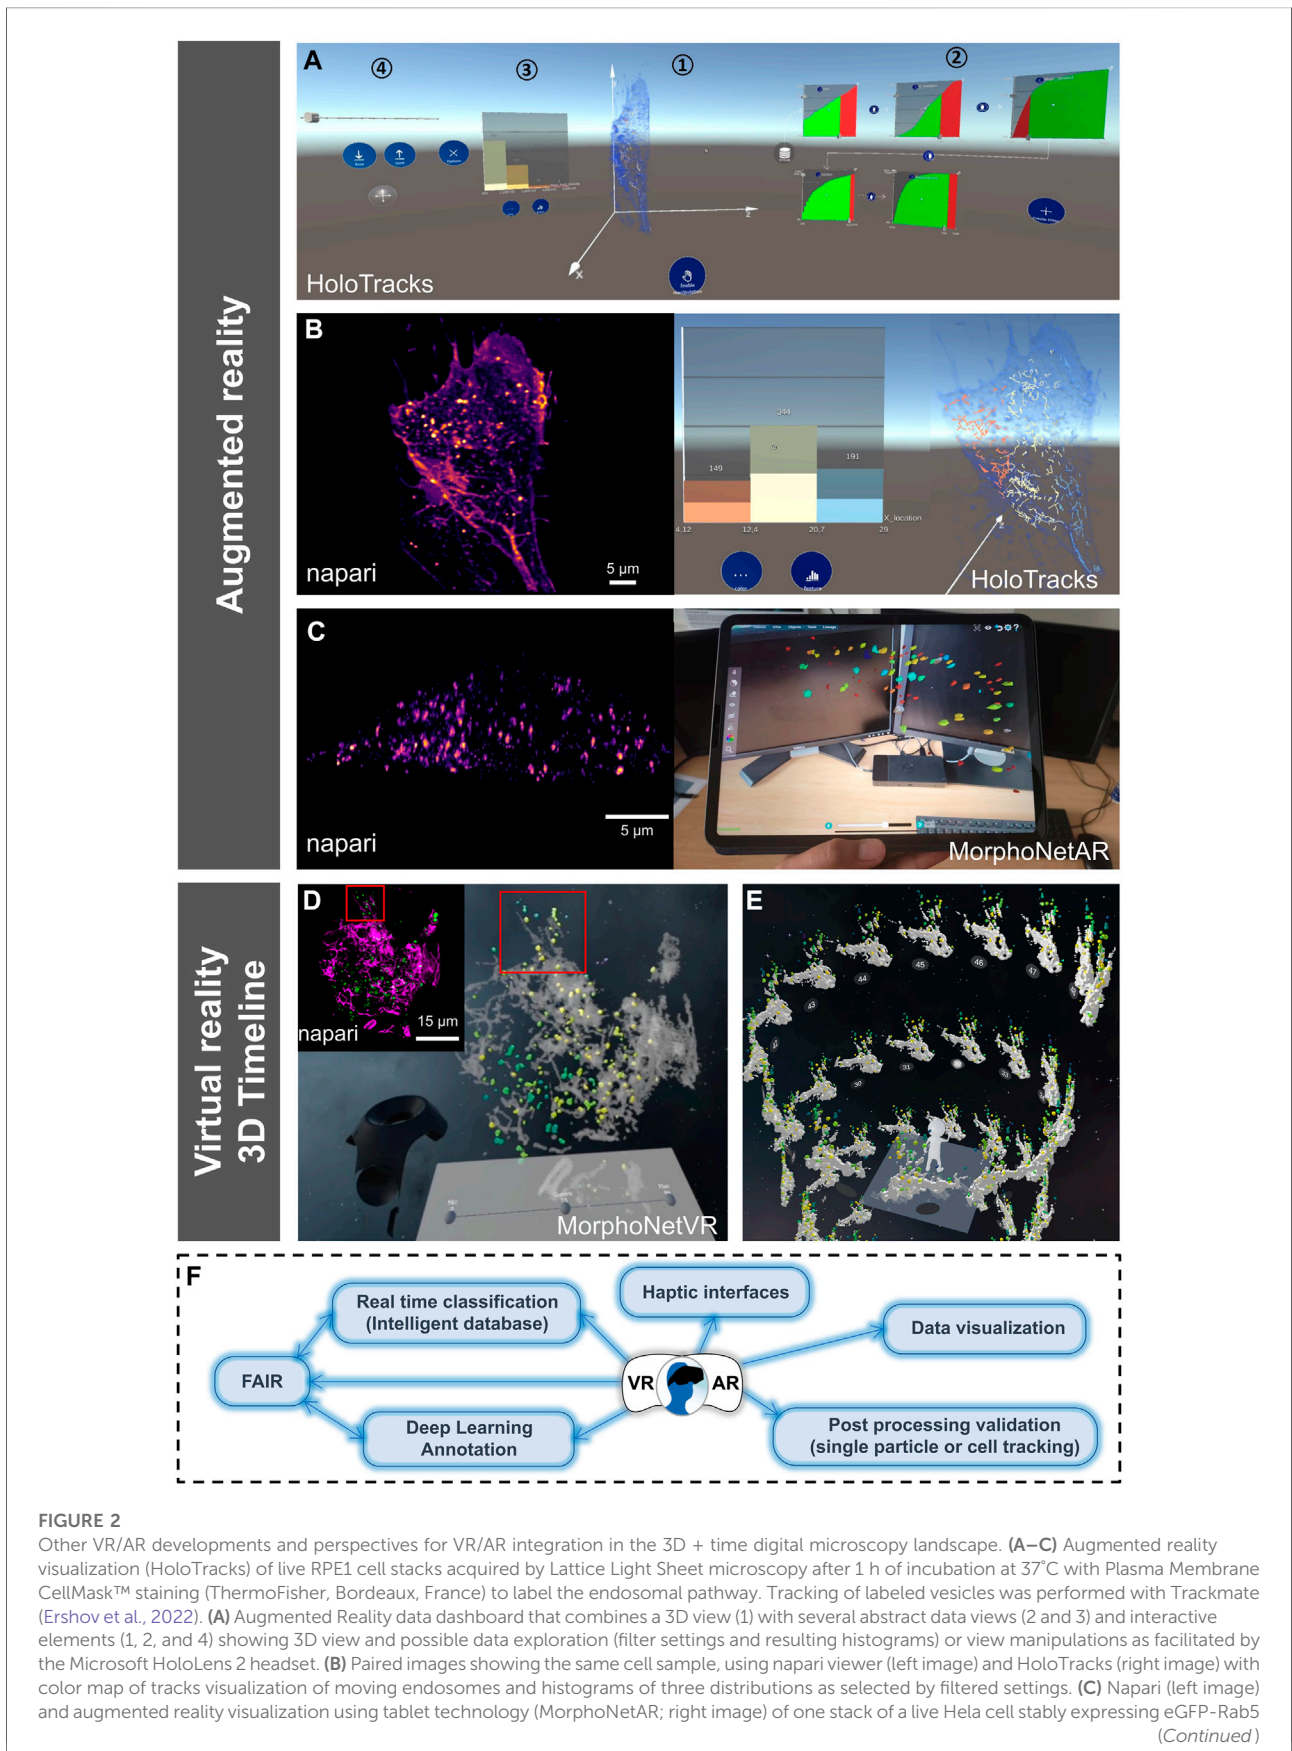 Augmented reality
A
④
③
①
②
Z
X
Enable
HoloTracks
B
napari
5 µm
344
149
191
X_location
4,12
12,4
20,7
29
color
feature
HoloTracks
C
napari
5 µm
MorphoNetAR
Virtual reality
3D Timeline
D
napari
15 µm
MorphoNetVR
E
43
44
45
46
47
30
31
F
Real time classification
(Intelligent database)
Haptic interfaces
Data visualization
FAIR
VR
AR
Deep Learning
Annotation
Post processing validation
(single particle or cell tracking)
FIGURE 2
Other VR/AR developments and perspectives for VR/AR integration in the 3D + time digital microscopy landscape. (A–C) Augmented reality
visualization (HoloTracks) of live RPE1 cell stacks acquired by Lattice Light Sheet microscopy after 1 h of incubation at 37°C with Plasma Membrane
CellMask™ staining (ThermoFisher, Bordeaux, France) to label the endosomal pathway. Tracking of labeled vesicles was performed with Trackmate
(Ershov et al., 2022). (A) Augmented Reality data dashboard that combines a 3D view (1) with several abstract data views (2 and 3) and interactive
elements (1, 2, and 4) showing 3D view and possible data exploration (filter settings and resulting histograms) or view manipulations as facilitated by
the Microsoft HoloLens 2 headset. (B) Paired images showing the same cell sample, using napari viewer (left image) and HoloTracks (right image) with
color map of tracks visualization of moving endosomes and histograms of three distributions as selected by filtered settings. (C) Napari (left image)
and augmented reality visualization using tablet technology (MorphoNetAR; right image) of one stack of a live Hela cell stably expressing eGFP-Rab5
(Continued)